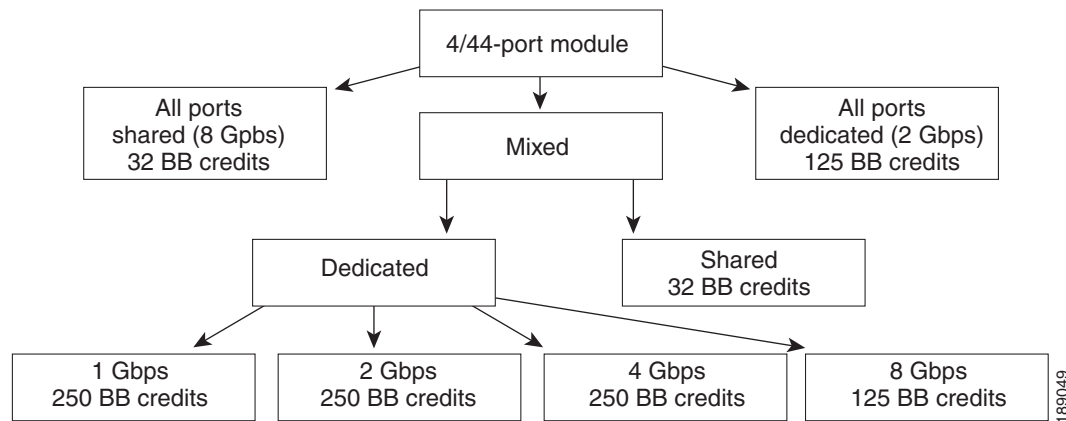 4/44-port module
All ports
shared (8 Gpbs)
32 BB credits
Mixed
All ports
dedicated (2 Gbps)
125 BB credits
Dedicated
Shared
32 BB credits
1 Gbps
250 BB credits
2 Gbps
250 BB credits
4 Gbps
250 BB credits
8 Gbps
125 BB credits
189049